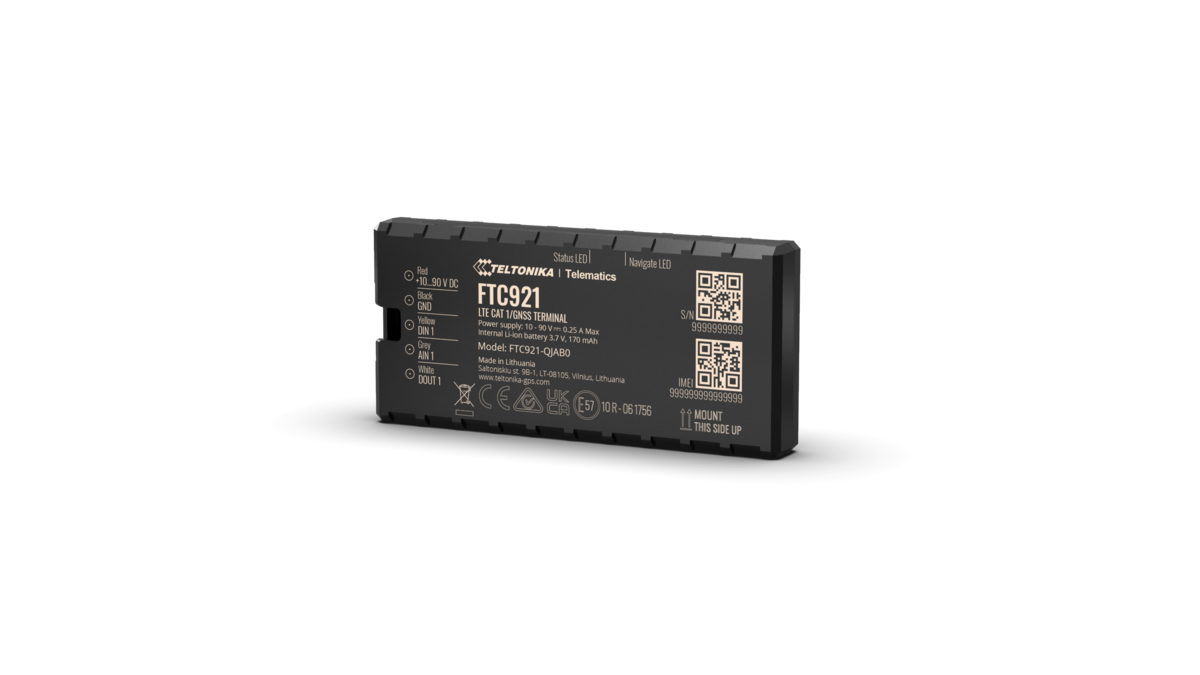 Status LED
Navigate LED
TELTONIKA | Telematics
FTC921
LTE CAT 1/GNSS TERMINAL
Power supply: 10 - 90 V⎓ 0.25 A Max
Internal Li-ion battery 3.7 V, 170 mAh
Model: FTC921-QJAB0
Made in Lithuania
Saltoniskiu st. 9B-1, LT-08105, Vilnius, Lithuania
www.teltonika-gps.com
CE
UK
CA
E57
10 R - 06 1756
Red
+10...90 V DC
Black
GND
Yellow
DIN 1
Grey
AIN 1
White
DOUT 1
S/N
9999999999
IMEI
999999999999999
MOUNT
THIS SIDE UP